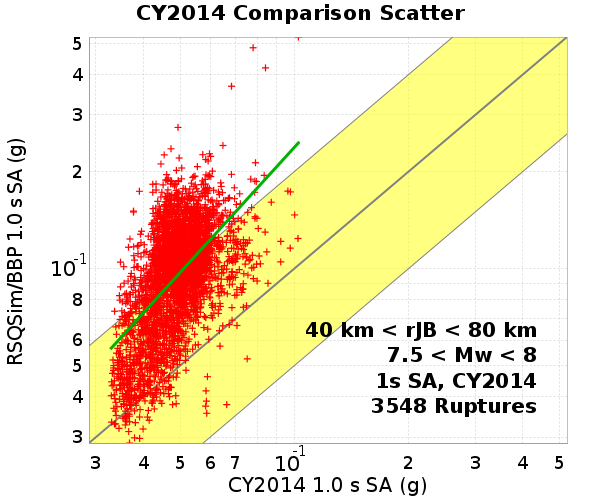 CY2014 Comparison Scatter
5
4
3
2
10-1
8
6
5
4
3
RSQSim/BBP 1.0 s SA (g)
40 km < rJB < 80 km
7.5 < Mw < 8
1s SA, CY2014
3548 Ruptures
3 4 5 6 7 10-1 2 3 4 5
CY2014 1.0 s SA (g)